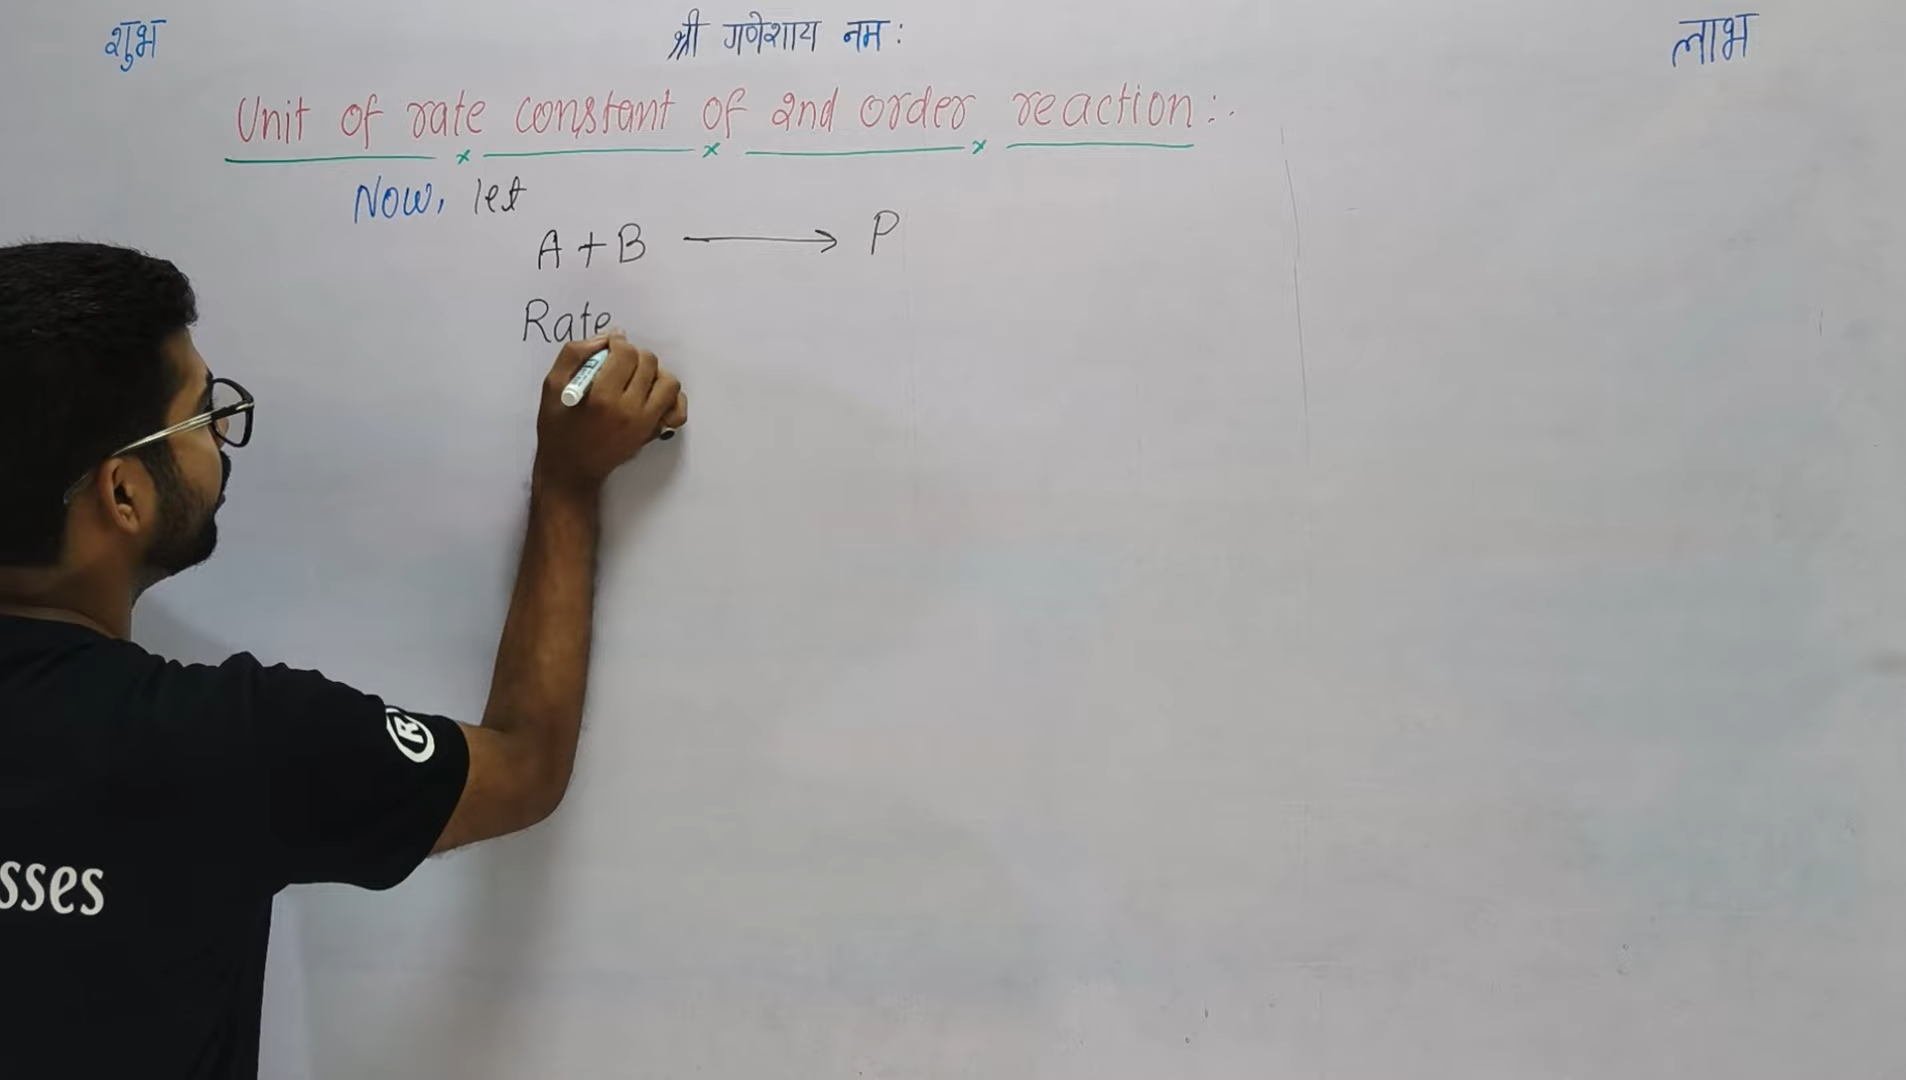 शुभ श्री गणेशाय नमः लाभ
Unit of rate constant of 2nd order reaction:.
Now, let
A + B ⟶ P
Rate
R
sses